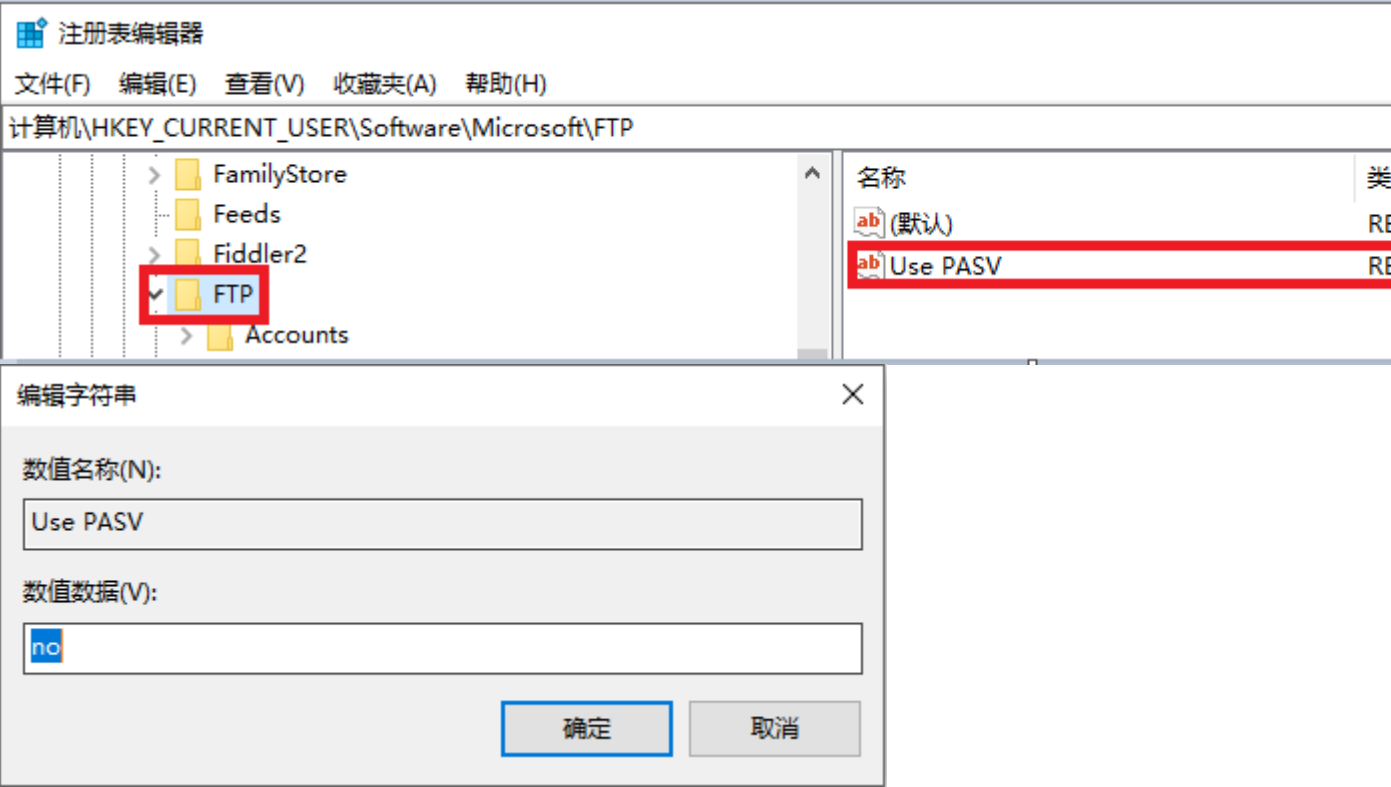 注册表编辑器
文件(F) 编辑(E) 查看(V) 收藏夹(A) 帮助(H)
计算机\HKEY_CURRENT_USER\Software\Microsoft\FTP
FamilyStore
Feeds
Fiddler2
FTP
Accounts
名称
(默认)
ab Use PASV
编辑字符串
数值名称(N):
Use PASV
数值数据(V):
no
确定 取消